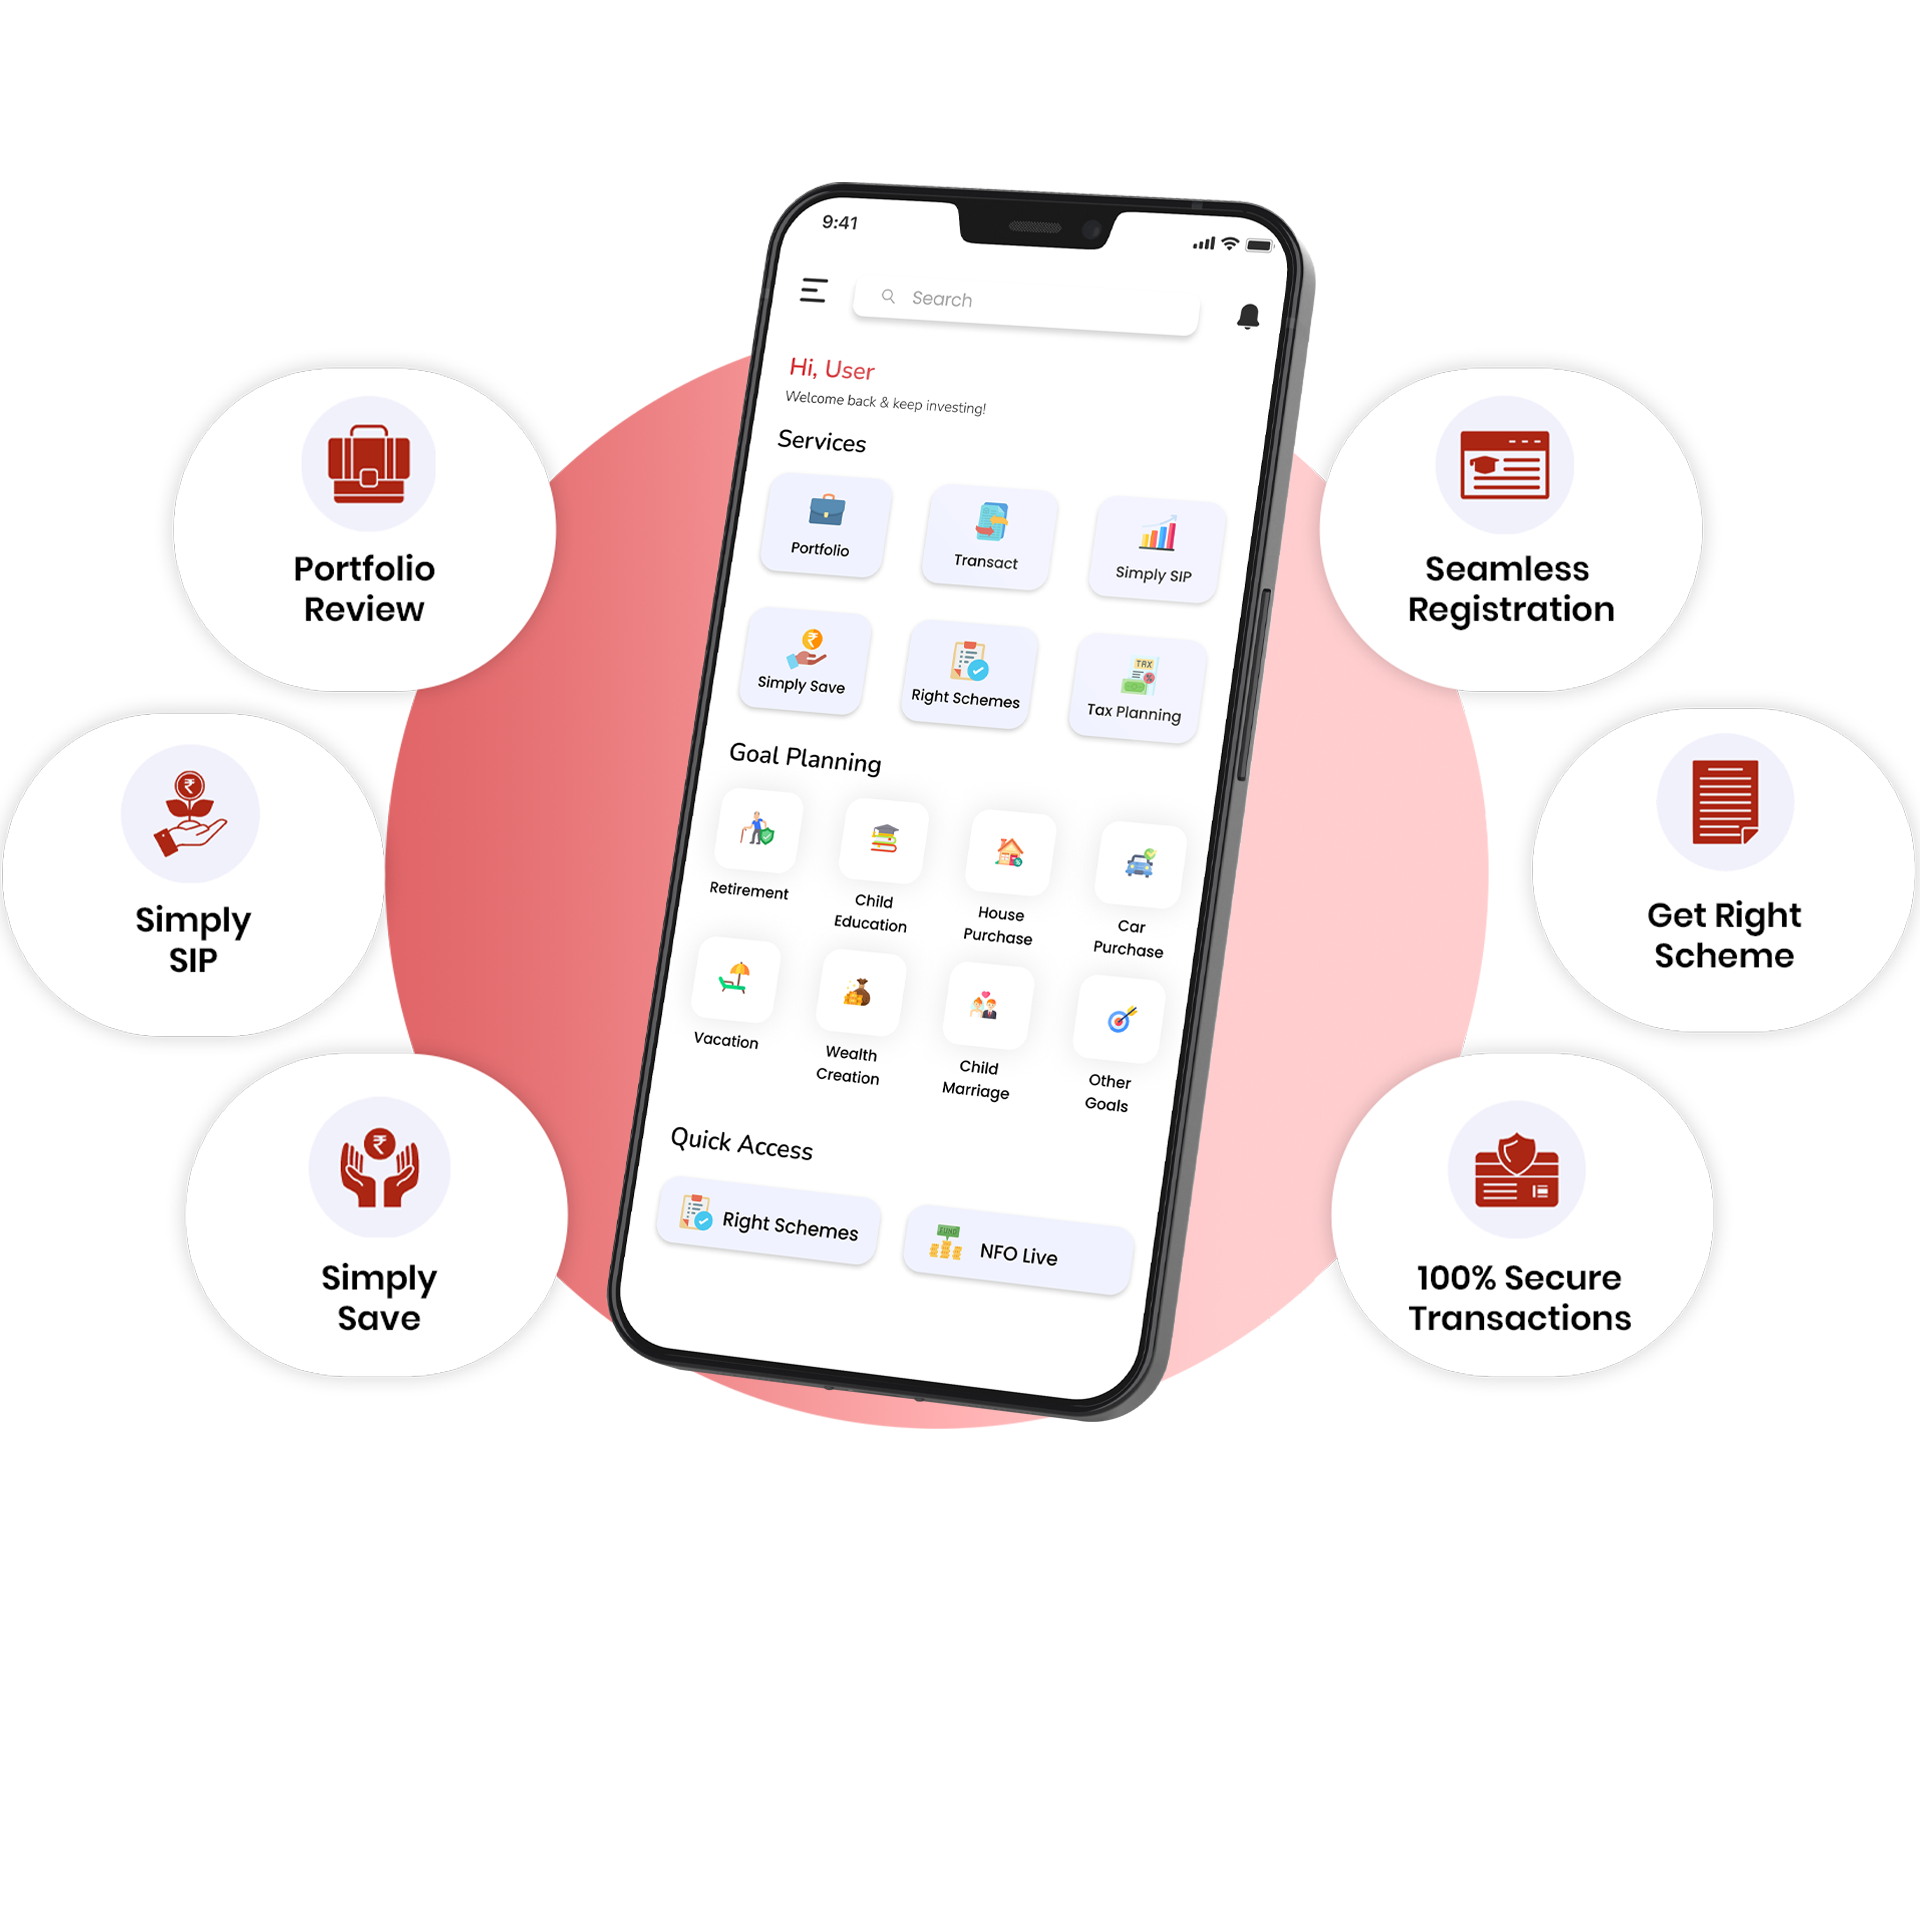 9:41
Search
Hi, User
Welcome back & keep investing!
Services
Portfolio
Transact
Simply SIP
Simply Save
Right Schemes
TAX
Tax Planning
Goal Planning
Retirement
Child
Education
House
Purchase
Car
Purchase
Vacation
Wealth
Creation
Child
Marriage
Other
Goals
Quick Access
Right Schemes
FUND
NFO Live
Portfolio
Review
₹
Simply
SIP
₹
Simply
Save
Seamless
Registration
Get Right
Scheme
100% Secure
Transactions